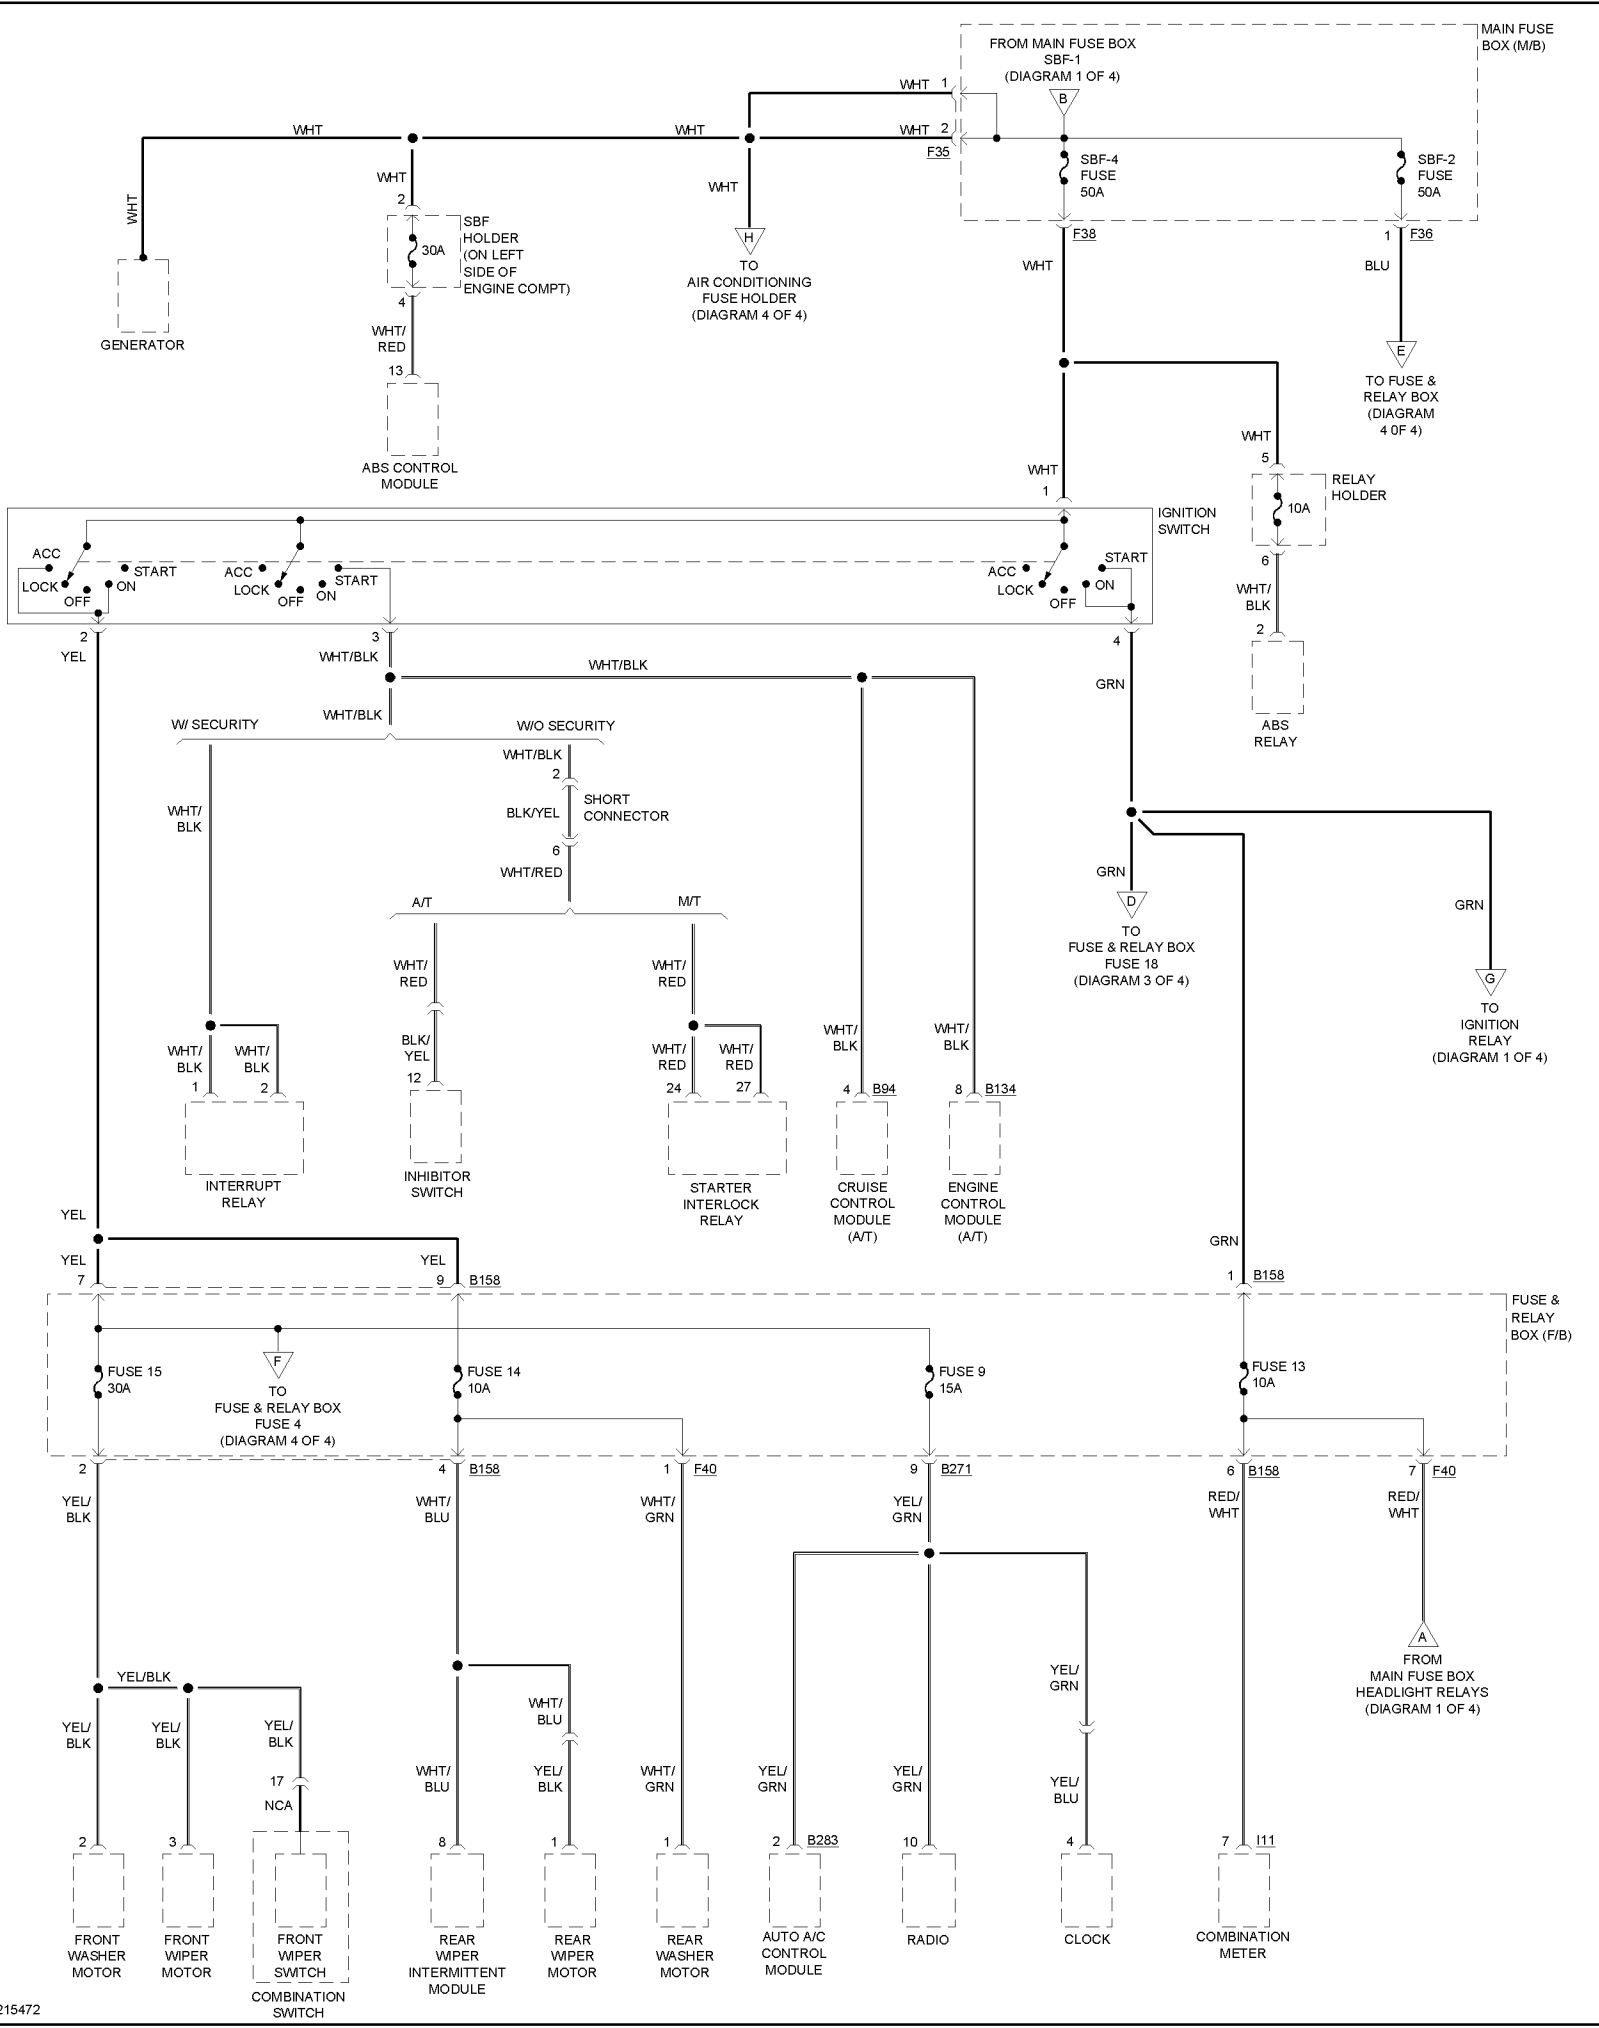 MAIN FUSE
BOX (M/B)
FROM MAIN FUSE BOX
SBF-1
(DIAGRAM 1 OF 4)
B
WHT 1
WHT
WHT
WHT 2
F35
SBF-4
FUSE
50A
SBF-2
FUSE
50A
WHT
WHT
WHT
2
SBF
HOLDER
(ON LEFT
SIDE OF
ENGINE COMPT)
30A
4
H
TO
AIR CONDITIONING
FUSE HOLDER
(DIAGRAM 4 OF 4)
F38
WHT
1 F36
BLU
GENERATOR
WHT/
RED
13
E
TO FUSE &
RELAY BOX
(DIAGRAM
4 0F 4)
ABS CONTROL
MODULE
WHT
1
WHT
5
RELAY
HOLDER
10A
6
WHT/
BLK
2
ABS
RELAY
IGNITION
SWITCH
ACC
LOCK
OFF
ON
START
ACC
LOCK
OFF
ON
START
ACC
LOCK
OFF
ON
START
2
YEL
3
WHT/BLK
4
GRN
WHT/BLK
WHT/BLK
W/ SECURITY
W/O SECURITY
WHT/BLK
2
SHORT
CONNECTOR
WHT/
BLK
BLK/YEL
6
WHT/RED
A/T
M/T
GRN
D
TO
FUSE & RELAY BOX
FUSE 18
(DIAGRAM 3 OF 4)
GRN
G
TO
IGNITION
RELAY
(DIAGRAM 1 OF 4)
WHT/
RED
WHT/
RED
WHT/
BLK
WHT/
BLK
1
2
BLK/
YEL
12
WHT/
RED
WHT/
RED
24
27
WHT/
BLK
4 B94
WHT/
BLK
8 B134
INTERRUPT
RELAY
INHIBITOR
SWITCH
STARTER
INTERLOCK
RELAY
CRUISE
CONTROL
MODULE
(A/T)
ENGINE
CONTROL
MODULE
(A/T)
YEL
YEL
7
YEL
9 B158
GRN
1 B158
FUSE &
RELAY
BOX (F/B)
F
TO
FUSE & RELAY BOX
FUSE 4
(DIAGRAM 4 OF 4)
FUSE 15
30A
FUSE 14
10A
FUSE 9
15A
FUSE 13
10A
2
4 B158
1 F40
9 B271
6 B158
7 F40
YEL/
BLK
WHT/
BLU
WHT/
GRN
YEL/
GRN
RED/
WHT
RED/
WHT
A
FROM
MAIN FUSE BOX
HEADLIGHT RELAYS
(DIAGRAM 1 OF 4)
YEL/BLK
YEL/
BLK
YEL/
BLK
YEL/
BLK
17
NCA
WHT/
BLU
WHT/
BLU
YEL/
BLK
WHT/
GRN
YEL/
GRN
YEL/
GRN
YEL/
GRN
YEL/
BLU
2
3
8
1
1
2 B283
10
4
7 I11
FRONT
WASHER
MOTOR
FRONT
WIPER
MOTOR
FRONT
WIPER
SWITCH
COMBINATION
SWITCH
REAR
WIPER
INTERMITTENT
MODULE
REAR
WIPER
MOTOR
REAR
WASHER
MOTOR
AUTO A/C
CONTROL
MODULE
RADIO
CLOCK
COMBINATION
METER
215472